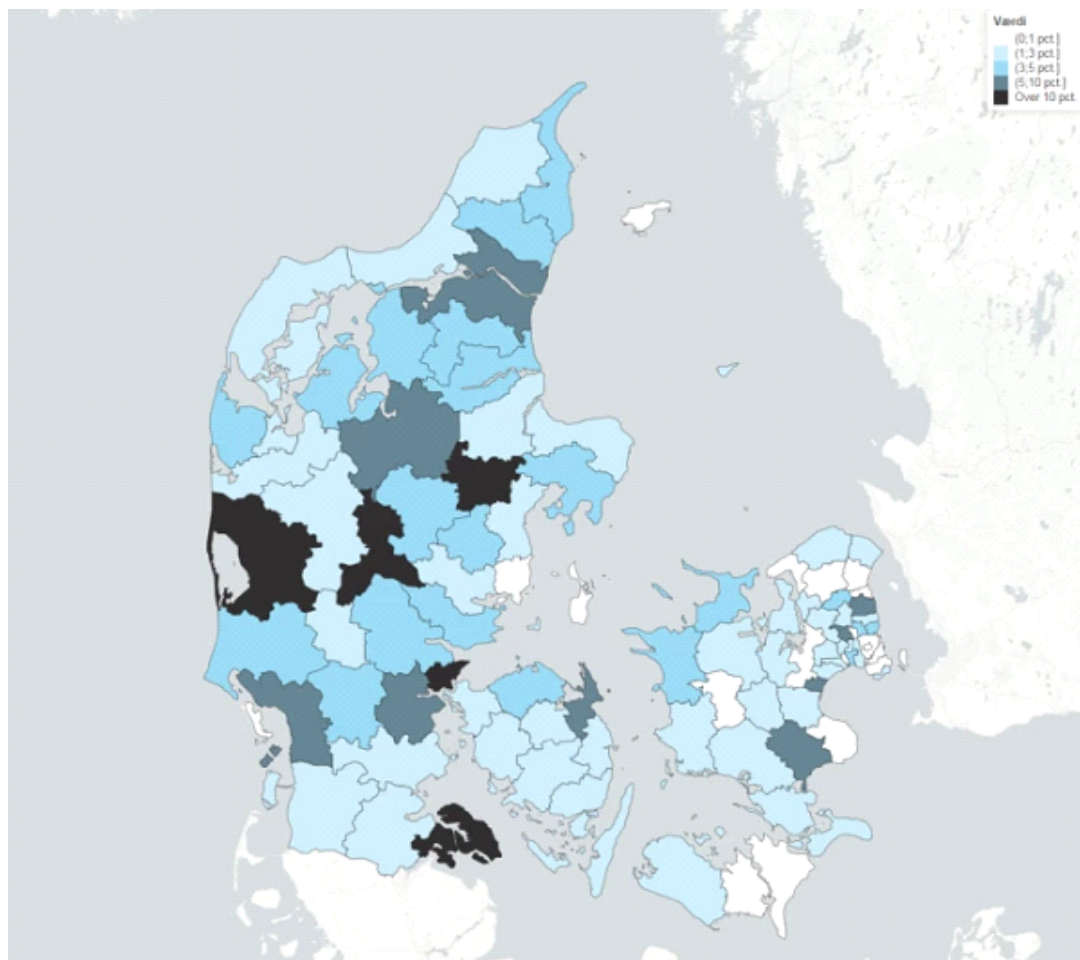 Værdi
(0;1 pct.]
(1;3 pct.]
(3;5 pct.]
(5;10 pct.]
Over 10 pct.